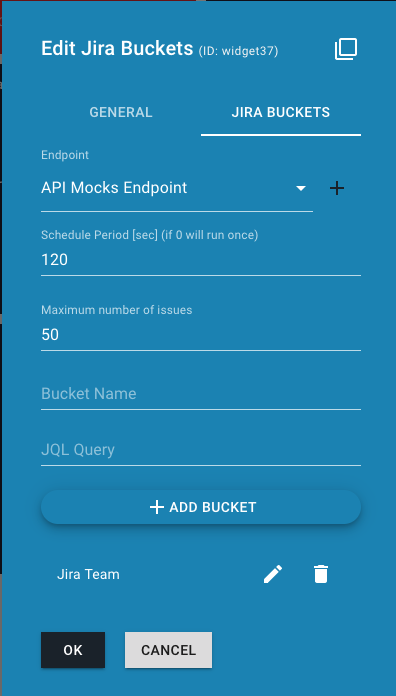 Edit Jira Buckets (ID: widget37)
GENERAL JIRA BUCKETS
Endpoint
API Mocks Endpoint
Schedule Period [sec] (if 0 will run once)
120
Maximum number of issues
50
Bucket Name
JQL Query
ADD BUCKET
Jira Team
OK CANCEL